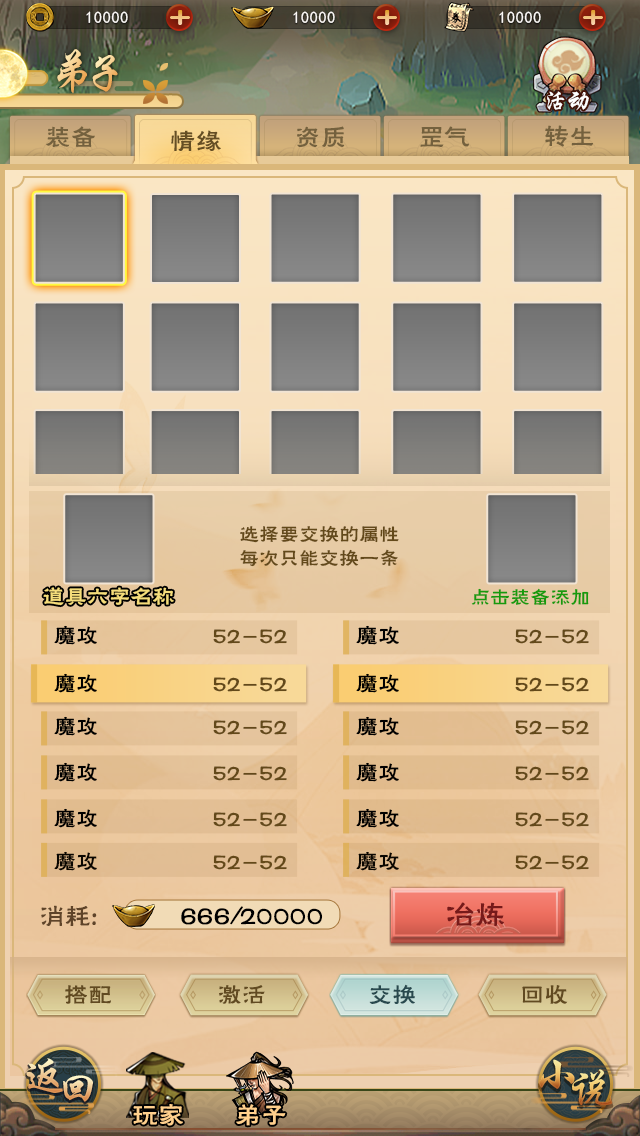 10000 10000 10000
弟子
活动
装备 情缘 资质 罡气 转生
选择要交换的属性
每次只能交换一条
道具六字名称 点击装备添加
魔攻 52-52 魔攻 52-52
魔攻 52-52 魔攻 52-52
魔攻 52-52 魔攻 52-52
魔攻 52-52 魔攻 52-52
魔攻 52-52 魔攻 52-52
魔攻 52-52 魔攻 52-52
消耗: 666/20000 冶炼
搭配 激活 交换 回收
返回 玩家 弟子 小说